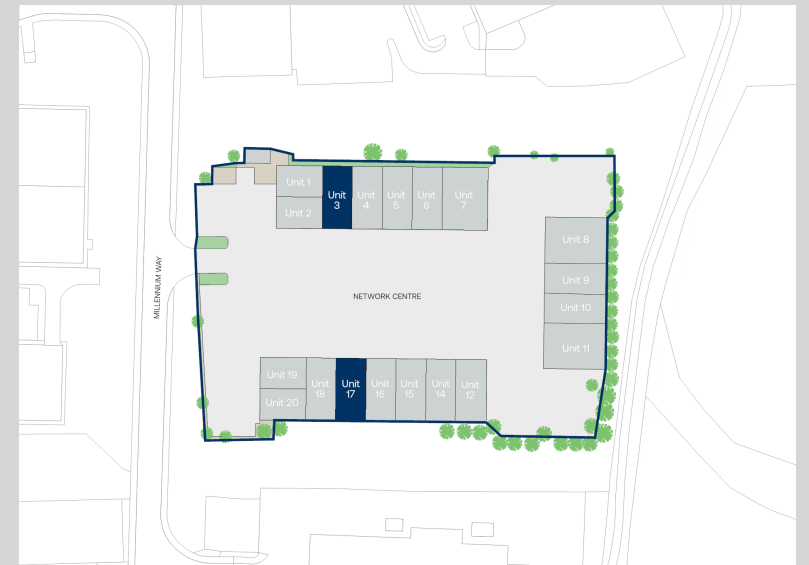 Unit 1
Unit 2
Unit
3
Unit
4
Unit
5
Unit
6
Unit
7
Unit 8
Unit 9
Unit 10
Unit 11
MILLENNIUM WAY
NETWORK CENTRE
Unit 19
Unit 20
Unit
18
Unit
17
Unit
16
Unit
15
Unit
14
Unit
12